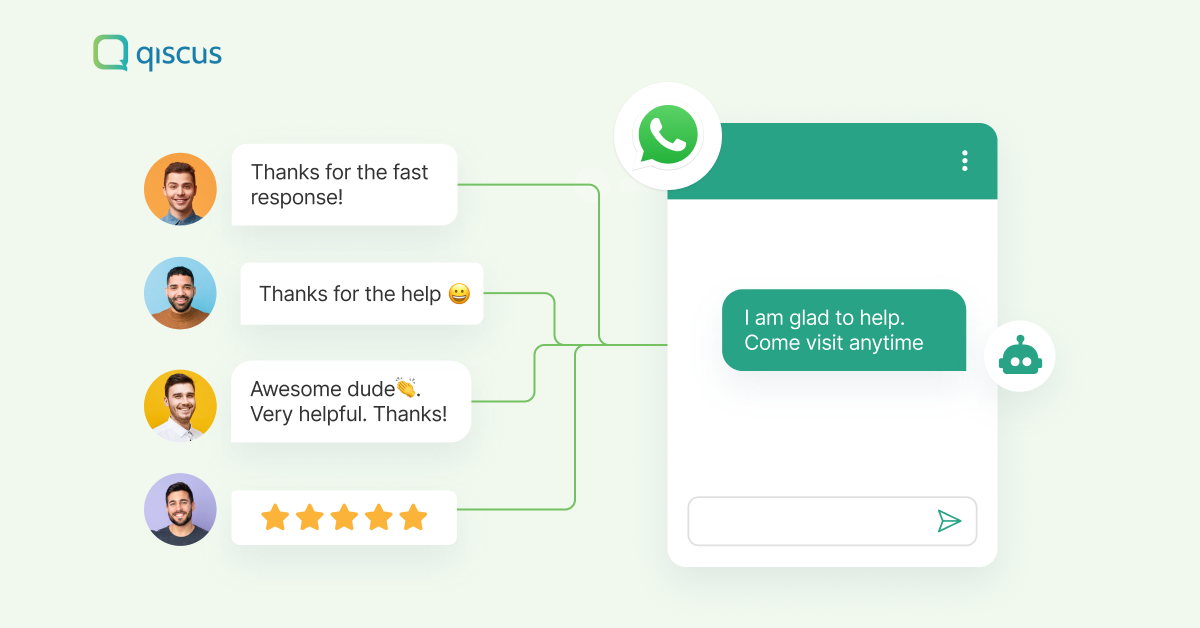 qiscus
Thanks for the fast
response!
Thanks for the help 😀
Awesome dude👏.
Very helpful. Thanks!
I am glad to help.
Come visit anytime